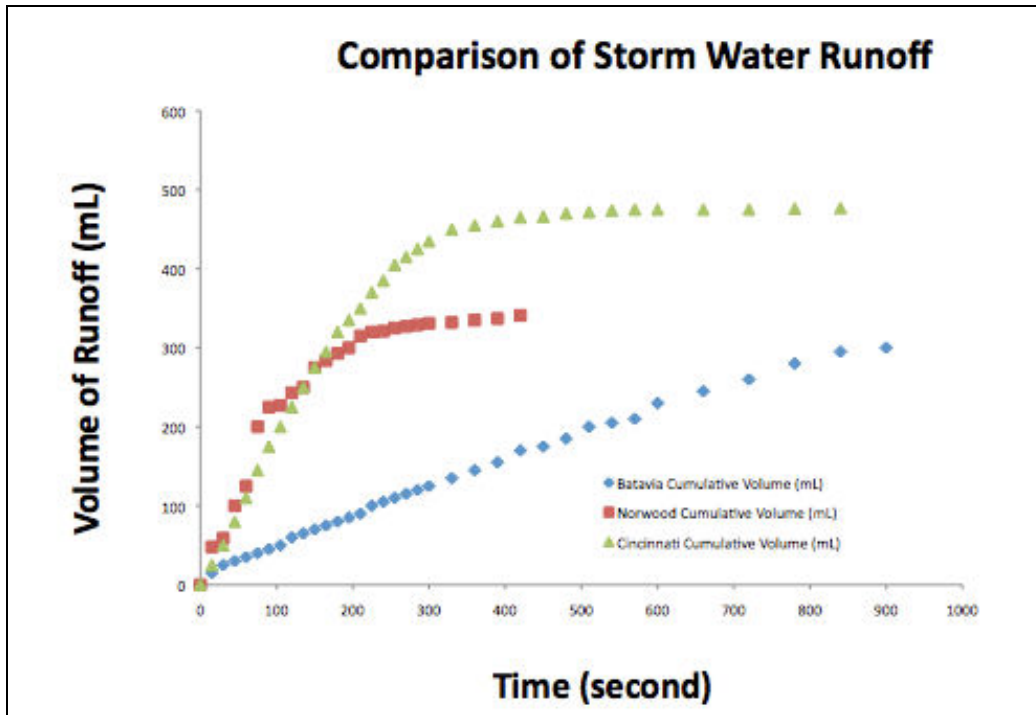 Comparison of Storm Water Runoff
600
500
400
300
200
100
0
Volume of Runoff (mL)
Batavia Cumulative Volume (mL)
Norwood Cumulative Volume (mL)
Cincinnati Cumulative Volume (mL)
0 100 200 300 400 500 600 700 800 900 1000
Time (second)